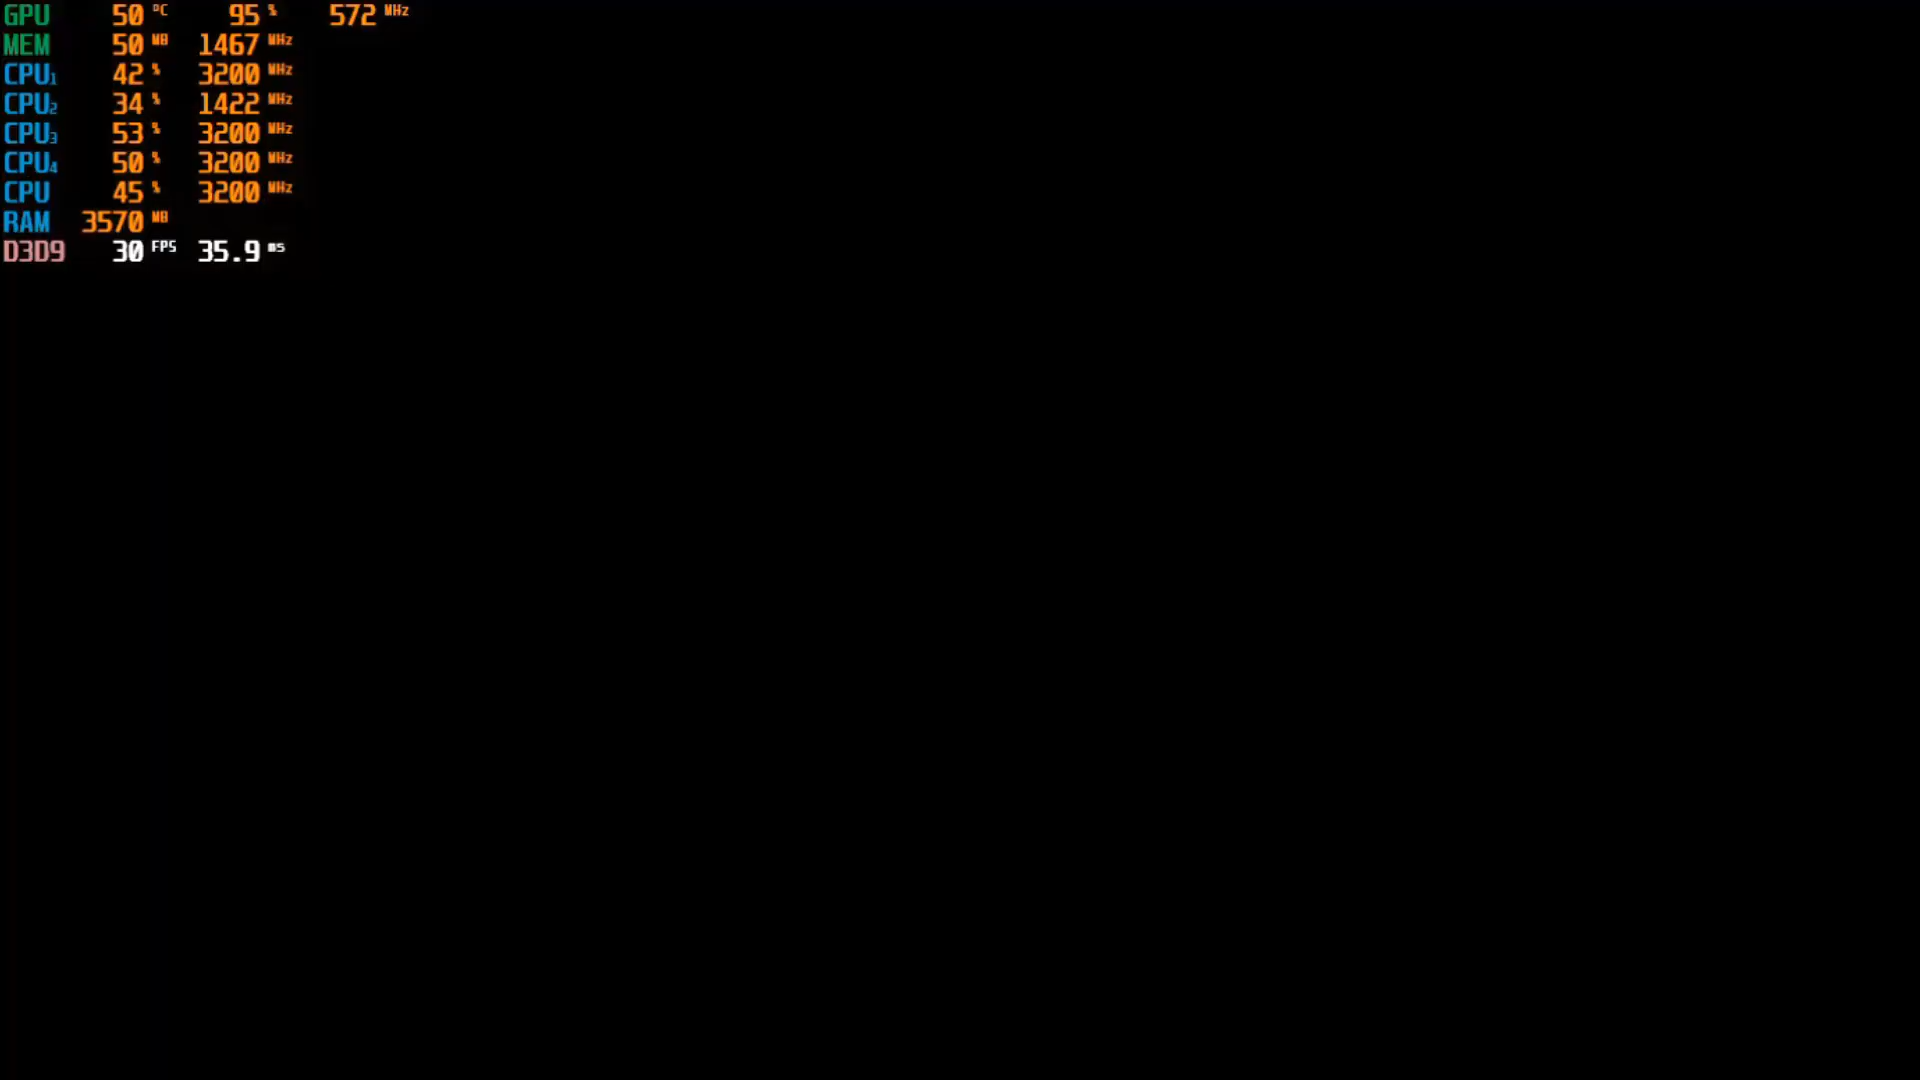 GPU 50 °C 95 % 572 MHz
MEM 50 MB 1467 MHz
CPU1 42 % 3200 MHz
CPU2 34 % 1422 MHz
CPU3 53 % 3200 MHz
CPU4 50 % 3200 MHz
CPU 45 % 3200 MHz
RAM 3570 MB
D3D9 30 FPS 35.9 ms